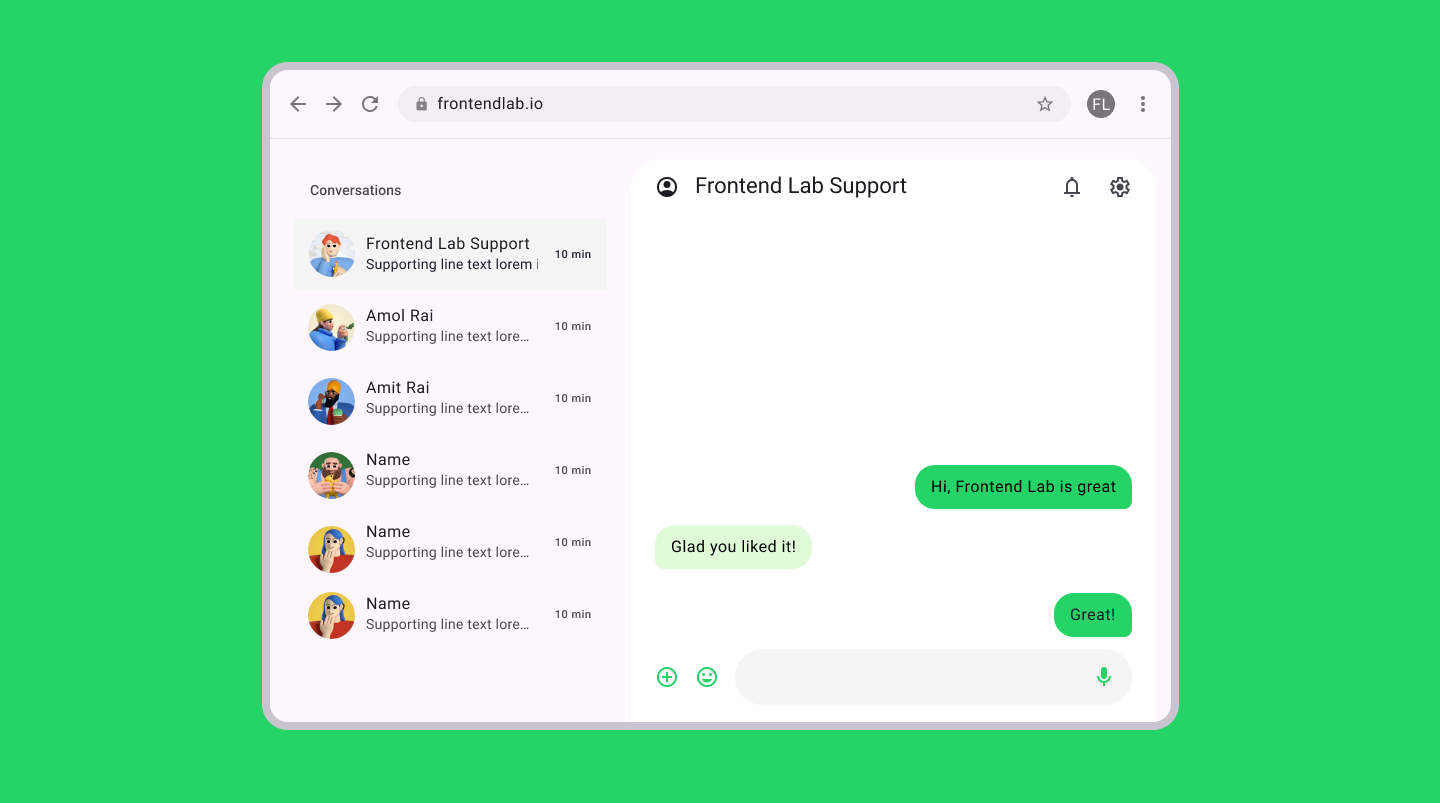 frontendlab.io
FL
Conversations
Frontend Lab Support
Supporting line text lorem i
10 min
Amol Rai
Supporting line text lore...
10 min
Amit Rai
Supporting line text lore...
10 min
Name
Supporting line text lore...
10 min
Name
Supporting line text lore...
10 min
Name
Supporting line text lore...
10 min
Frontend Lab Support
Hi, Frontend Lab is great
Glad you liked it!
Great!